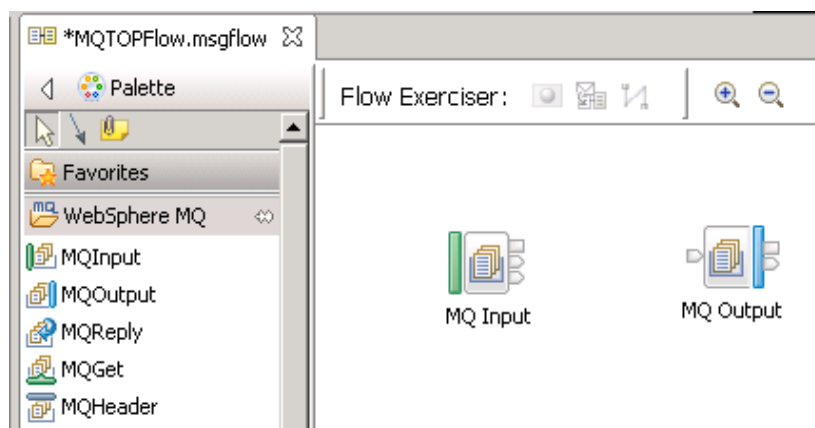 *MQTOPFlow.msgflow
Palette
Flow Exerciser:
Favorites
WebSphere MQ
MQInput
MQOutput
MQReply
MQGet
MQHeader
MQ Input
MQ Output